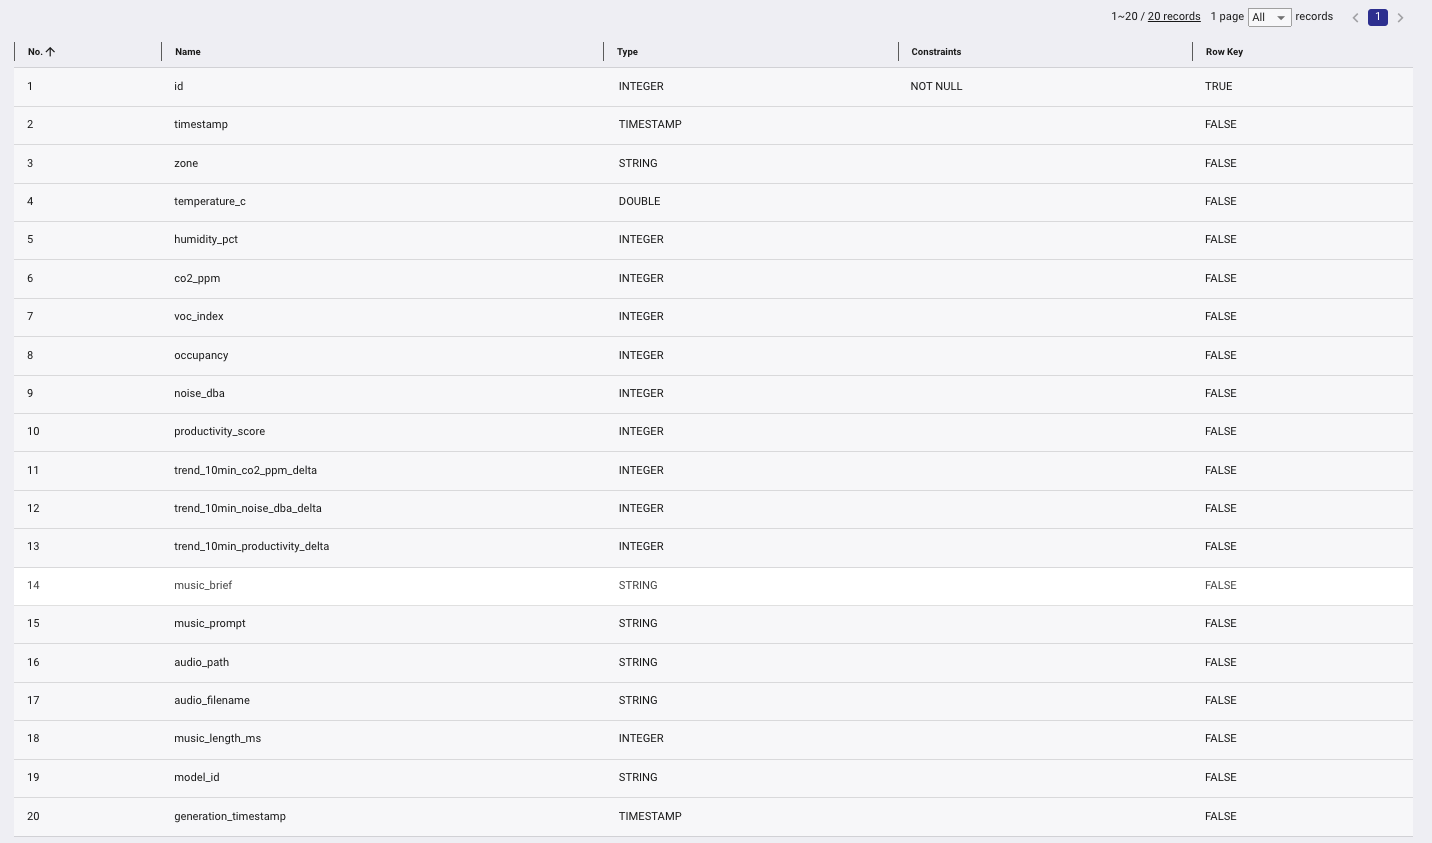 1~20 / 20 records 1 page All records 1
No. Name Type Constraints Row Key
1 id INTEGER NOT NULL TRUE
2 timestamp TIMESTAMP FALSE
3 zone STRING FALSE
4 temperature_c DOUBLE FALSE
5 humidity_pct INTEGER FALSE
6 co2_ppm INTEGER FALSE
7 voc_index INTEGER FALSE
8 occupancy INTEGER FALSE
9 noise_dba INTEGER FALSE
10 productivity_score INTEGER FALSE
11 trend_10min_co2_ppm_delta INTEGER FALSE
12 trend_10min_noise_dba_delta INTEGER FALSE
13 trend_10min_productivity_delta INTEGER FALSE
14 music_brief STRING FALSE
15 music_prompt STRING FALSE
16 audio_path STRING FALSE
17 audio_filename STRING FALSE
18 music_length_ms INTEGER FALSE
19 model_id STRING FALSE
20 generation_timestamp TIMESTAMP FALSE